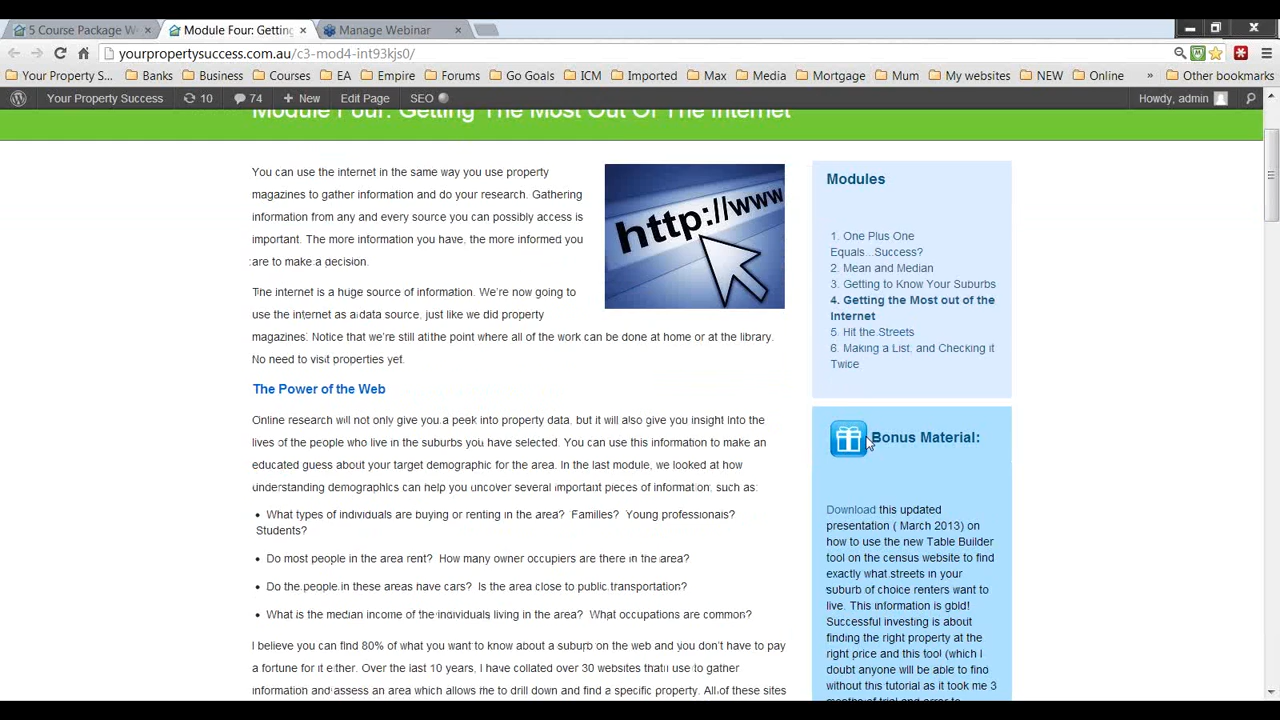 5 Course Package W
Module Four: Getting
Manage Webinar
yourpropertysuccess.com.au/c3-mod4-int93kjs0/
Your Property S... Banks Business Courses EA Empire Forums Go Goals ICM Imported Max Media Mortgage Mum My websites NEW Online » Other bookmarks
Your Property Success 10 74 + New Edit Page SEO Howdy, admin
Module Four: Getting The Most Out Of The Internet
You can use the internet in the same way you use property
magazines to gather information and do your research. Gathering
information from any and every source you can possibly access is
important. The more information you have, the more informed you
are to make a decision.
http://www
The internet is a huge source of information. We're now going to
use the internet as a data source, just like we did property
magazines. Notice that we're still at the point where all of the work can be done at home or at the library.
No need to visit properties yet.
The Power of the Web
Online research will not only give you a peek into property data, but it will also give you insight into the
lives of the people who live in the suburbs you have selected. You can use this information to make an
educated guess about your target demographic for the area. In the last module, we looked at how
understanding demographics can help you uncover several important pieces of information, such as:
• What types of individuals are buying or renting in the area? Families? Young professionals?
Students?
• Do most people in the area rent? How many owner occupiers are there in the area?
• Do the people in these areas have cars? Is the area close to public transportation?
• What is the median income of the individuals living in the area? What occupations are common?
I believe you can find 80% of what you want to know about a suburb on the web and you don't have to pay
a fortune for it either. Over the last 10 years, I have collated over 30 websites that I use to gather
information and assess an area which allows me to drill down and find a specific property. All of these sites
Modules
1. One Plus One
Equals...Success?
2. Mean and Median
3. Getting to Know Your Suburbs
4. Getting the Most out of the
Internet
5. Hit the Streets
6. Making a List, and Checking it
Twice
Bonus Material:
Download this updated
presentation ( March 2013) on
how to use the new Table Builder
tool on the census website to find
exactly what streets in your
suburb of choice renters want to
live. This information is gold!
Successful investing is about
finding the right property at the
right price and this tool (which I
doubt anyone will be able to find
without this tutorial as it took me 3
months of trial and error to